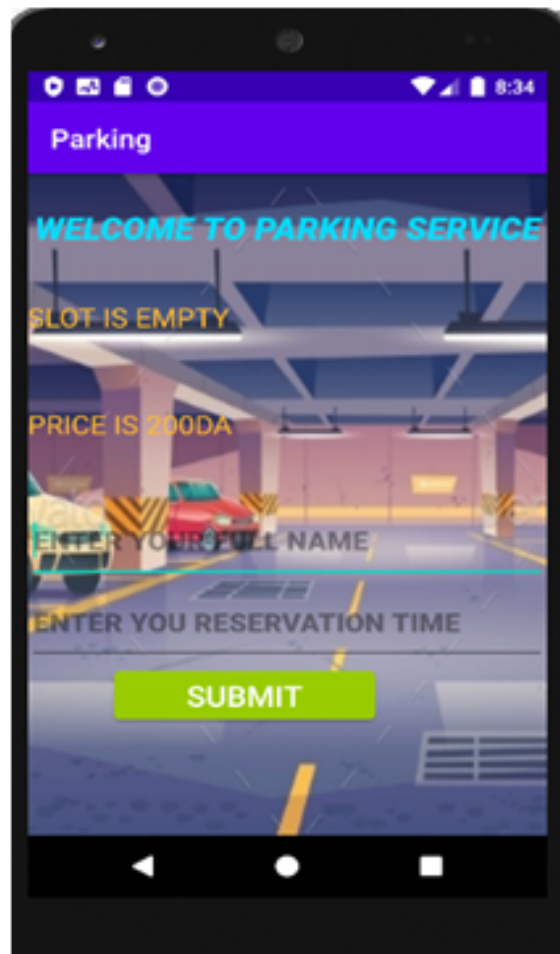 8:34
Parking
WELCOME TO PARKING SERVICE
SLOT IS EMPTY
PRICE IS 200DA
ENTER YOUR FULL NAME
ENTER YOU RESERVATION TIME
SUBMIT